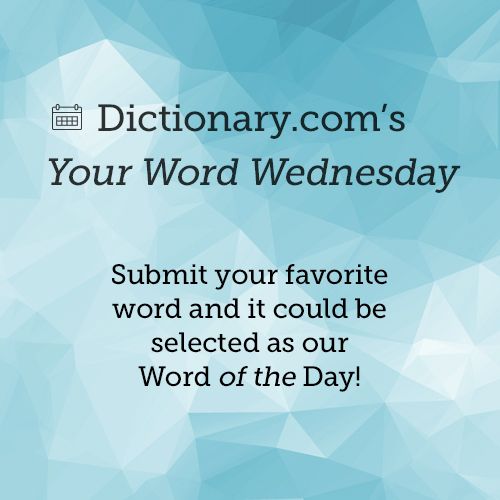 Dictionary.com’s
Your Word Wednesday
Submit your favorite
word and it could be
selected as our
Word of the Day!